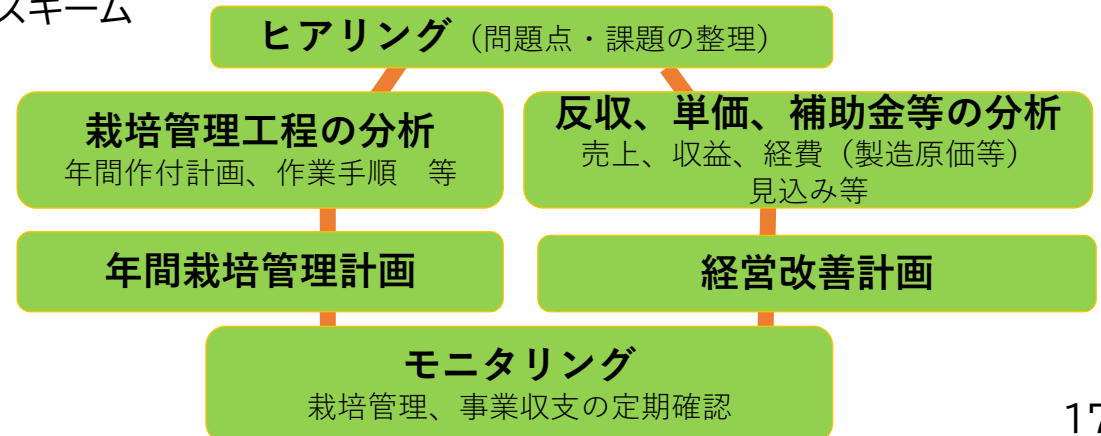 スキーム
ヒアリング（問題点・課題の整理）
栽培管理工程の分析
年間作付計画、作業手順　等
反収、単価、補助金等の分析
売上、収益、経費（製造原価等）
見込み等
年間栽培管理計画
経営改善計画
モニタリング
栽培管理、事業収支の定期確認
17